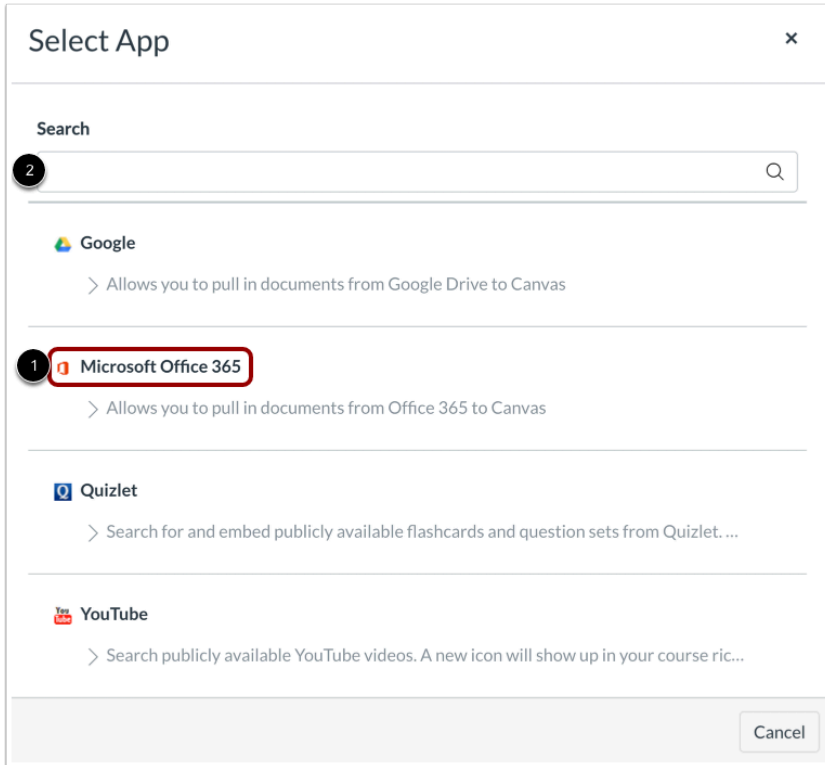 Select App
×
Search
2
Google
Allows you to pull in documents from Google Drive to Canvas
1
Microsoft Office 365
Allows you to pull in documents from Office 365 to Canvas
Quizlet
Search for and embed publicly available flashcards and question sets from Quizlet. ...
You Tube YouTube
Search publicly available YouTube videos. A new icon will show up in your course ric...
Cancel